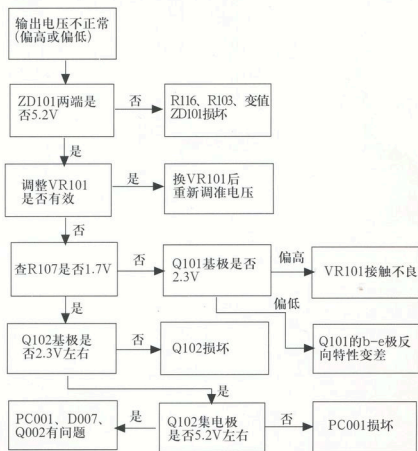 输出电压不正常
(偏高或偏低)
ZD101两端是
否5.2V
否
R116、R103、变值
ZD101损坏
是
调整VR101
是否有效
是
换VR101后
重新调准电压
否
查R107是否1.7V
否
Q101基极是否
2.3V
偏高
VR101接触不良
是
偏低
Q102基极是
否2.3V左右
否
Q102损坏
Q101的b-e极反
向特性变差
是
PC001、D007、
Q002有问题
是
Q102集电极
是否5.2V左右
否
PC001损坏